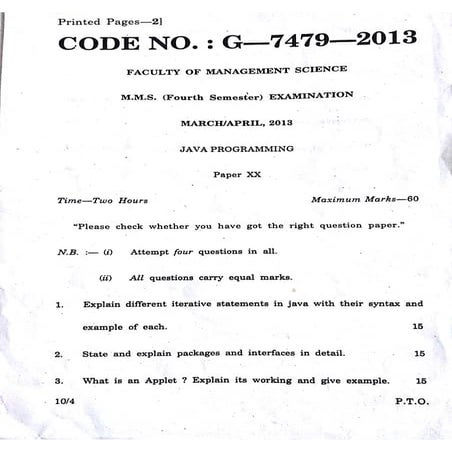 Printed Pages—2]
CODE NO. : G—7479—2013
FACULTY OF MANAGEMENT SCIENCE
M.M.S. (Fourth Semester) EXAMINATION
MARCH/APRIL, 2013
JAVA PROGRAMMING
Paper XX
Time—Two Hours Maximum Marks—60
"Please check whether you have got the right question paper."
N.B. :— (i) Attempt four questions in all.
(ii) All questions carry equal marks.
1. Explain different iterative statements in java with their syntax and
example of each. 15
2. State and explain packages and interfaces in detail. 15
3. What is an Applet ? Explain its working and give example. 15
10/4 P.T.O.